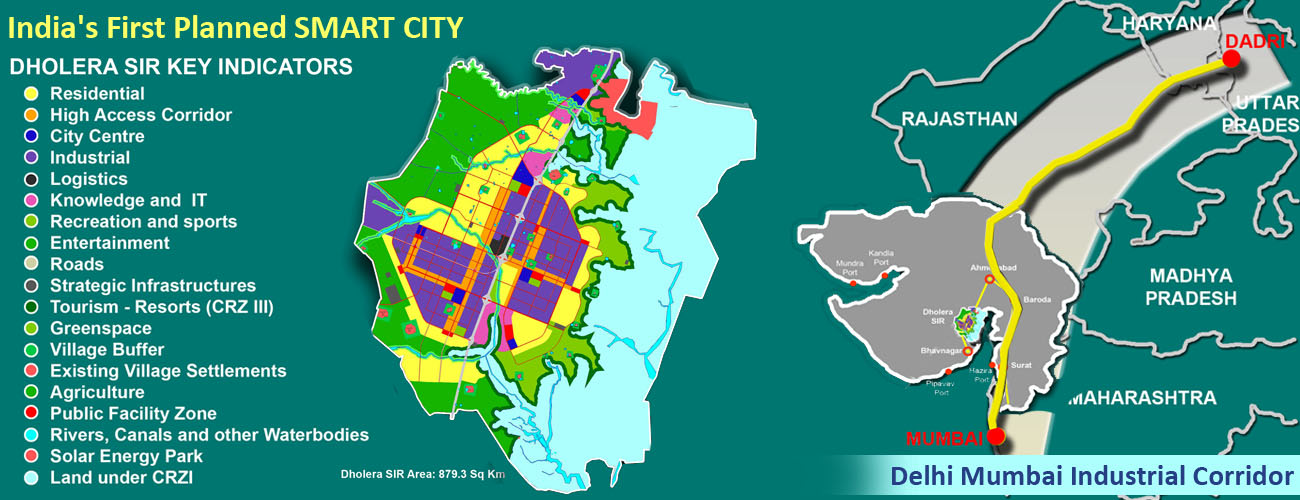 India's First Planned SMART CITY
DHOLERA SIR KEY INDICATORS
Residential
High Access Corridor
City Centre
Industrial
Logistics
Knowledge and IT
Recreation and sports
Entertainment
Roads
Strategic Infrastructures
Tourism - Resorts (CRZ III)
Greenspace
Village Buffer
Existing Village Settlements
Agriculture
Public Facility Zone
Rivers, Canals and other Waterbodies
Solar Energy Park
Land under CRZI
Dholera SIR Area: 879.3 Sq Km
HARYANA
DADRI
RAJASTHAN
UTTAR
PRADES
Kandla
Port
Mundra
Port
Ahmedabad
MADHYA
PRADESH
Baroda
Dholera
SIR
Bhavnagar
Surat
Hazira
Port
Pipavav
Port
MAHARASHTRA
MUMBAI
Delhi Mumbai Industrial Corridor